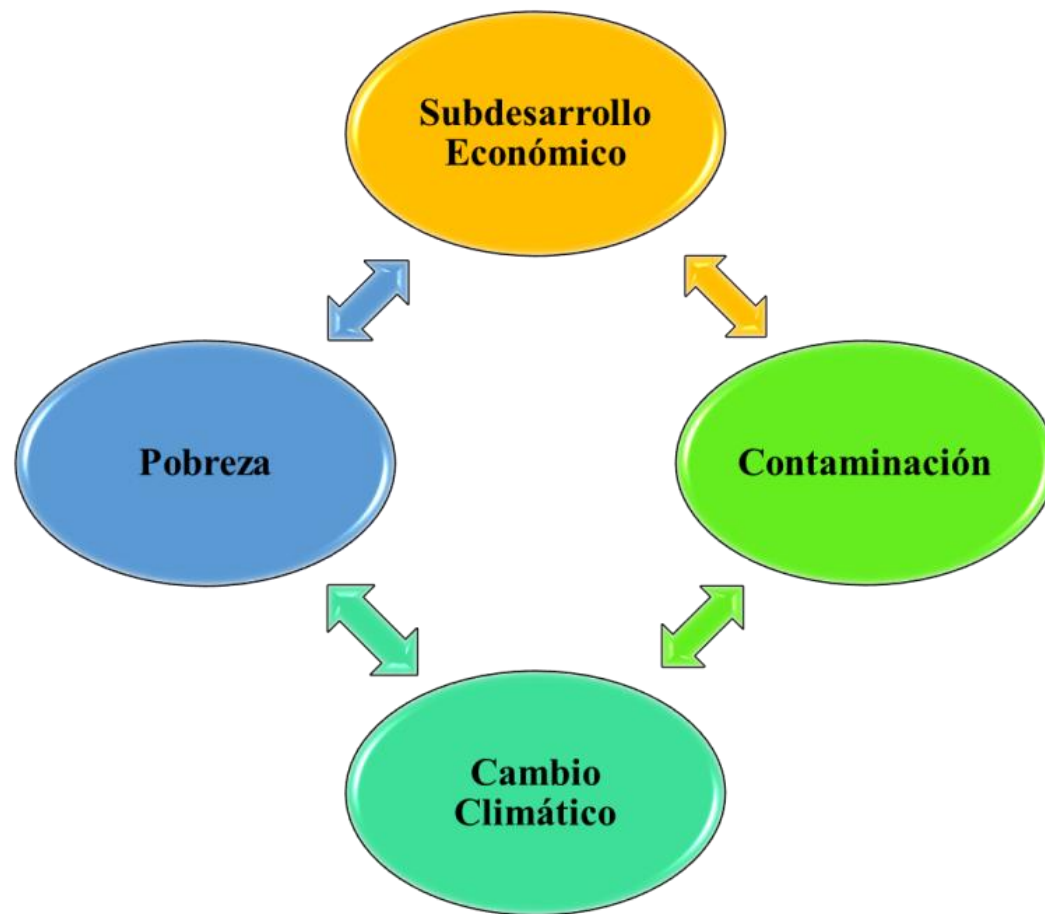 Subdesarrollo
Económico
Pobreza
Contaminación
Cambio
Climático